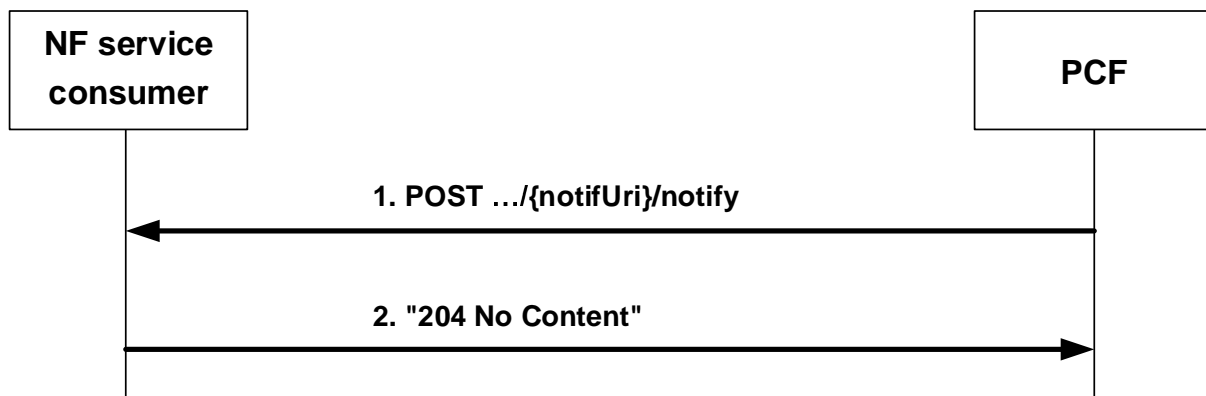 NF service
consumer
PCF
1. POST …/{notifUri}/notify
2. "204 No Content"